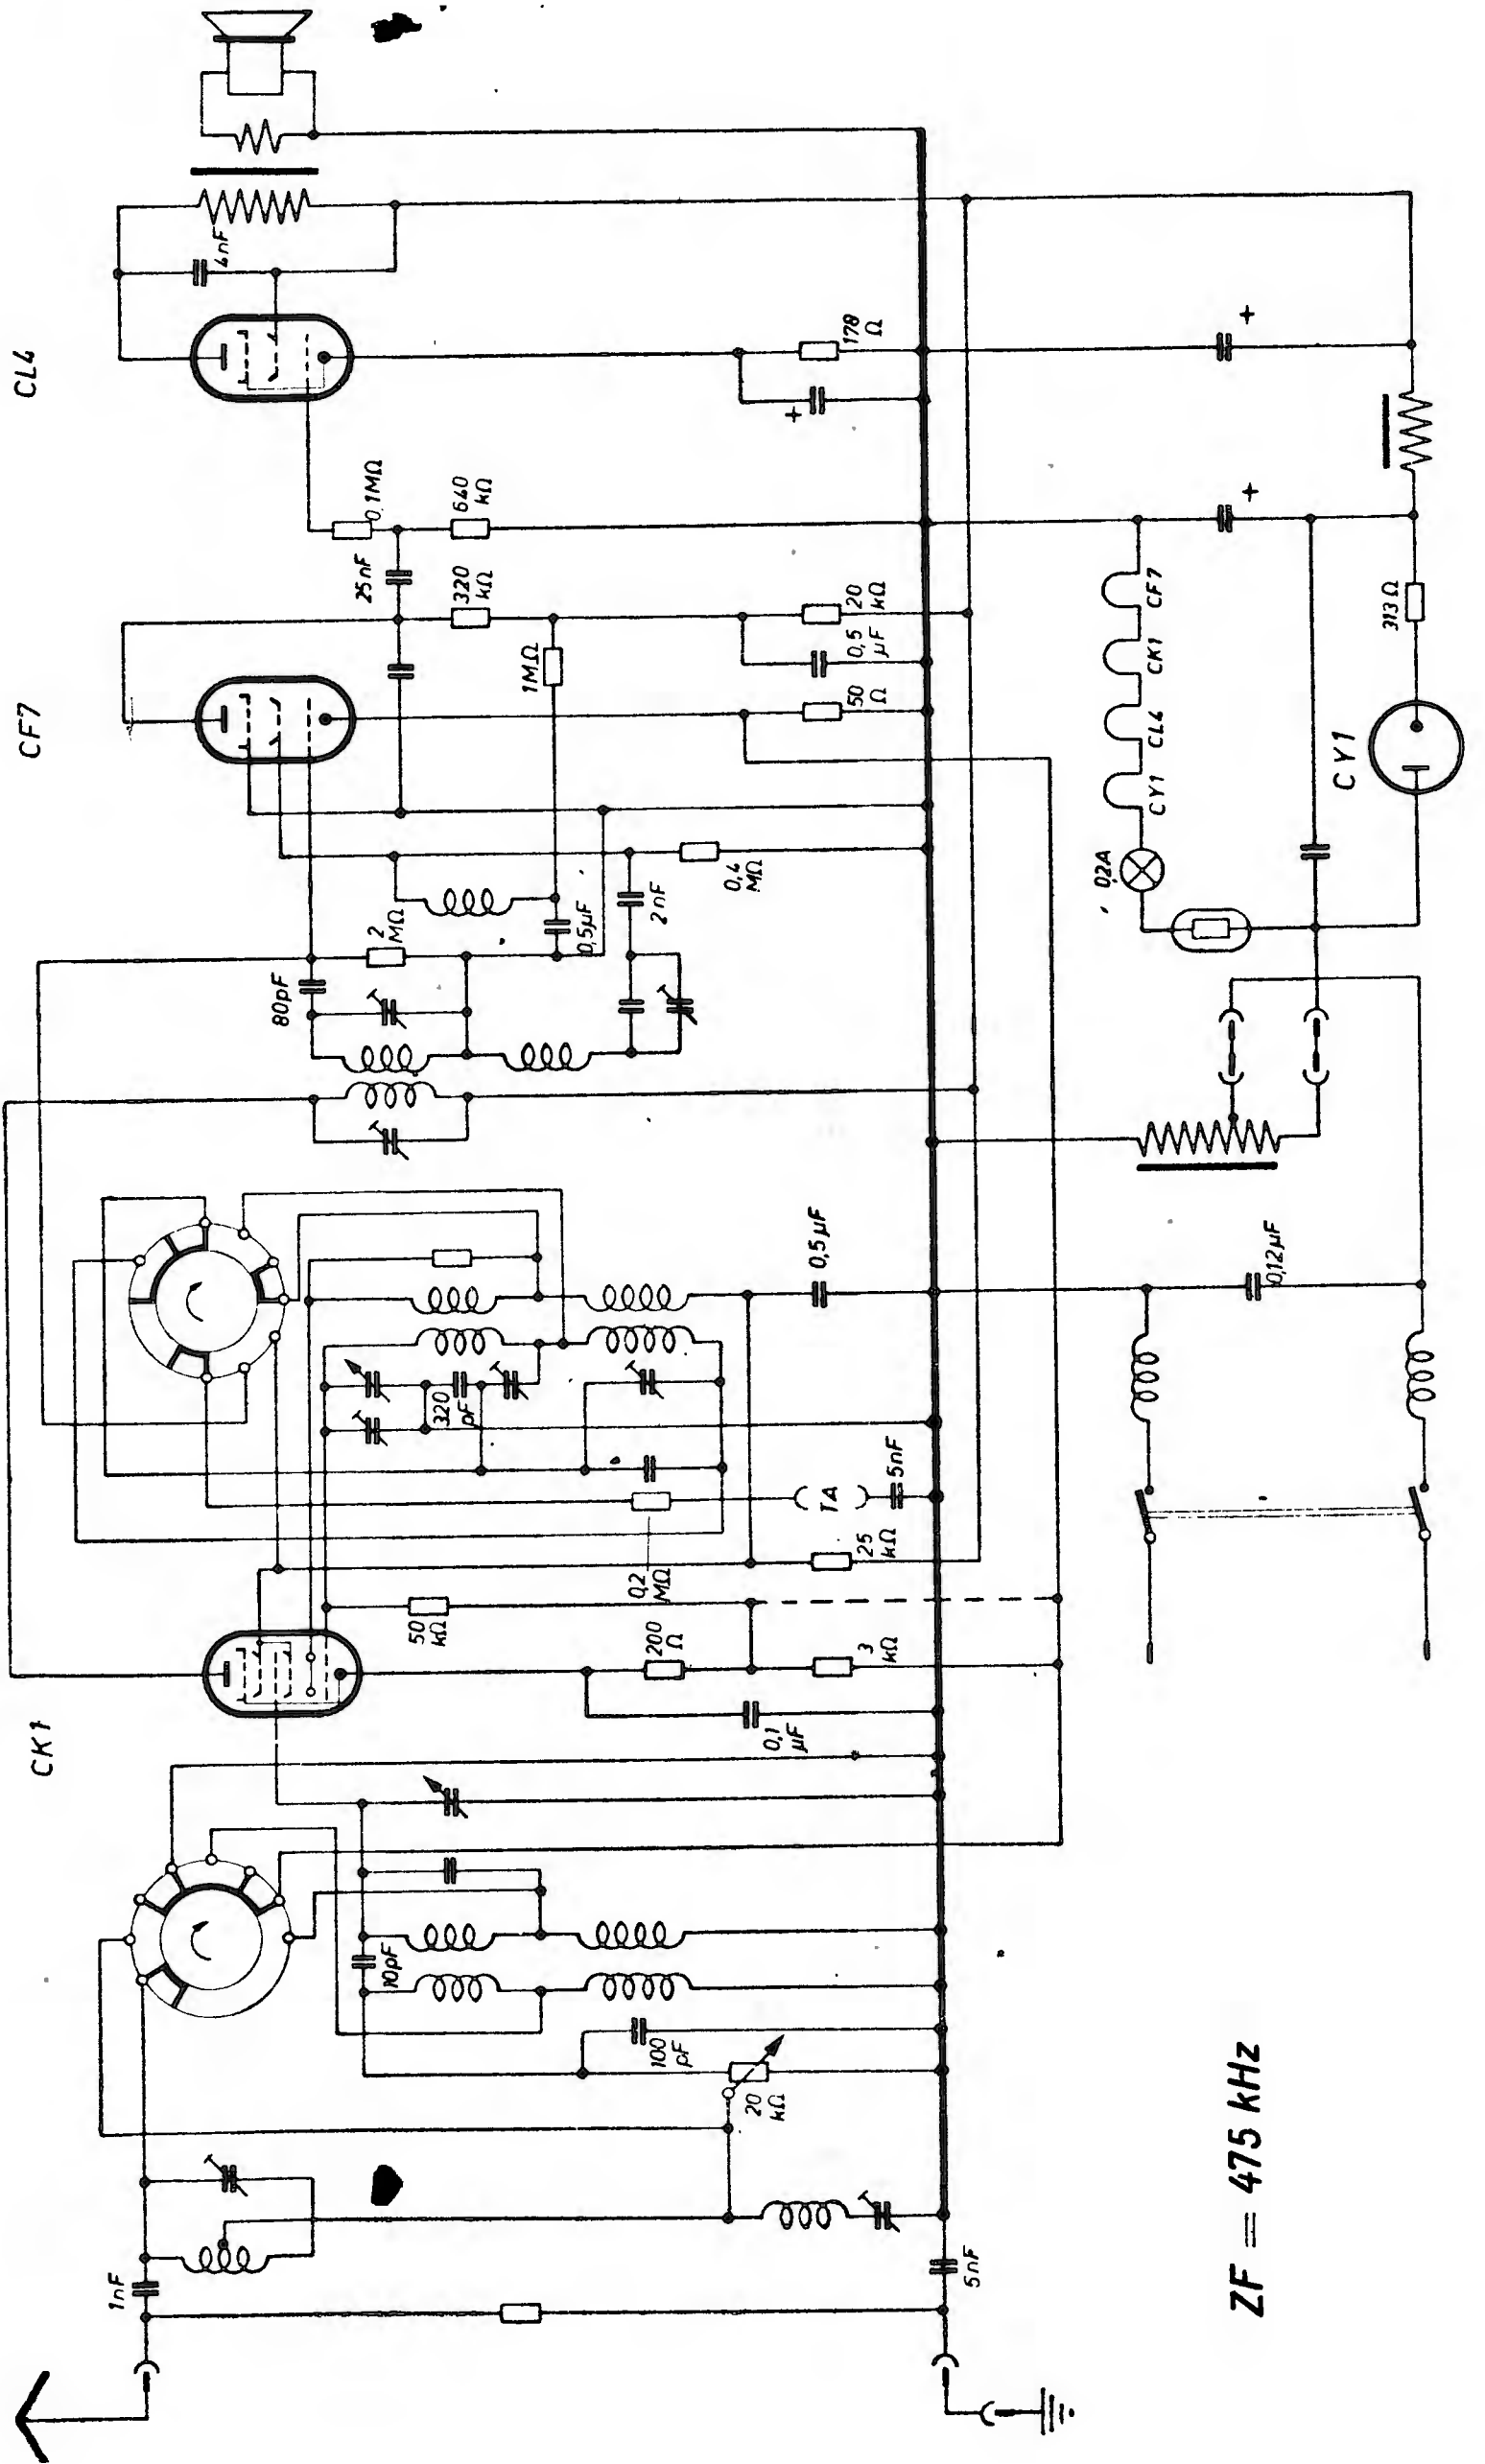 CK1
CF7
CL4
1nF
5nF
20
kΩ
100
pF
10pF
0,1
µF
200
Ω
3
kΩ
50
kΩ
0,2
MΩ
25
kΩ
TA
5nF
320
pF
0,5µF
80pF
2
MΩ
0,5µF
2nF
0,4
MΩ
1MΩ
50
Ω
0,5
µF
20
kΩ
320
kΩ
25nF
640
kΩ
0,1MΩ
+
178
Ω
4nF
+
+
0,12µF
0,2A
CY1
CL4
CK1
CF7
CY1
313Ω
ZF = 475 kHz